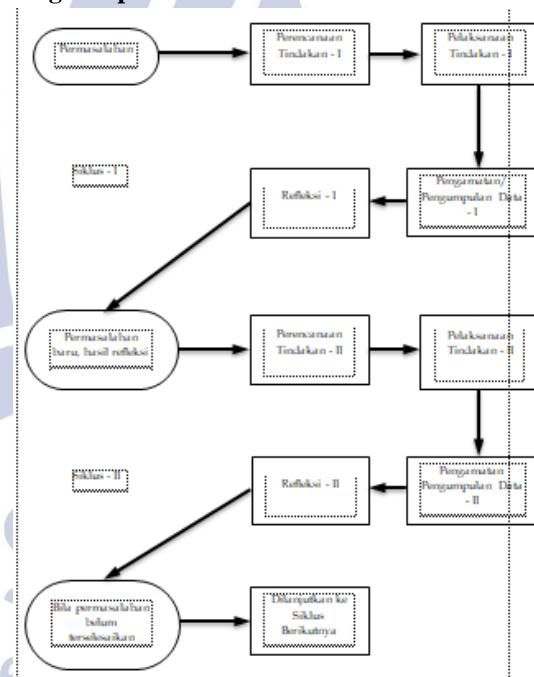 Permasalahan
Perencanaan
Tindakan - I
Pelaksanaan
Tindakan - I
Siklus - I
Refleksi - I
Pengamatan/
Pengumpulan Data
- I
Permasalahan
baru, hasil refleksi
Perencanaan
Tindakan - II
Pelaksanaan
Tindakan - II
Siklus - II
Refleksi - II
Pengamatan
Pengumpulan Data
- II
Bila permasalahan
belum
terselesaikan
Dilanjutkan ke
Siklus
Berikutnya